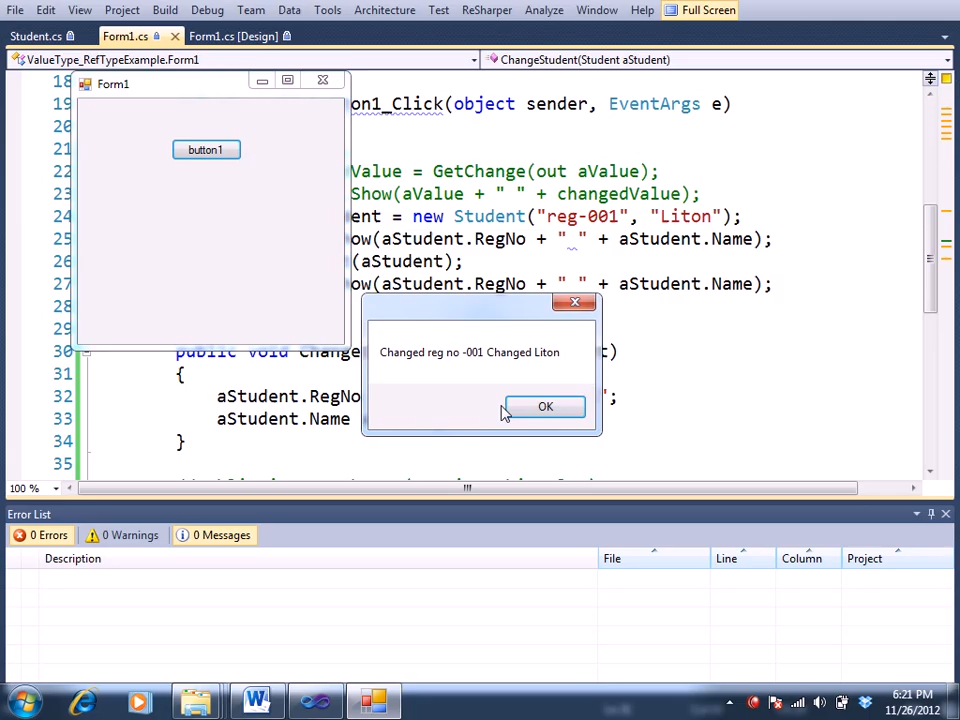 File Edit View Project Build Debug Team Data Tools Architecture Test ReSharper Analyze Window Help Full Screen
Student.cs Form1.cs Form1.cs [Design]
ValueType_RefTypeExample.Form1 ChangeStudent(Student aStudent)
Form1
button1
18
19 on1_Click(object sender, EventArgs e)
20
21
22 Value = GetChange(out aValue);
23 Show(aValue + " " + changedValue);
24 ent = new Student("reg-001", "Liton");
25 ow(aStudent.RegNo + " " + aStudent.Name);
26 (aStudent);
27 ow(aStudent.RegNo + " " + aStudent.Name);
28
29
30 public void Change t)
31 {
32 aStudent.RegNo ";
33 aStudent.Name
34 }
35
Changed reg no -001 Changed Liton
OK
100 %
Error List
0 Errors 0 Warnings 0 Messages
Description File Line Column Project
6:21 PM
11/26/2012